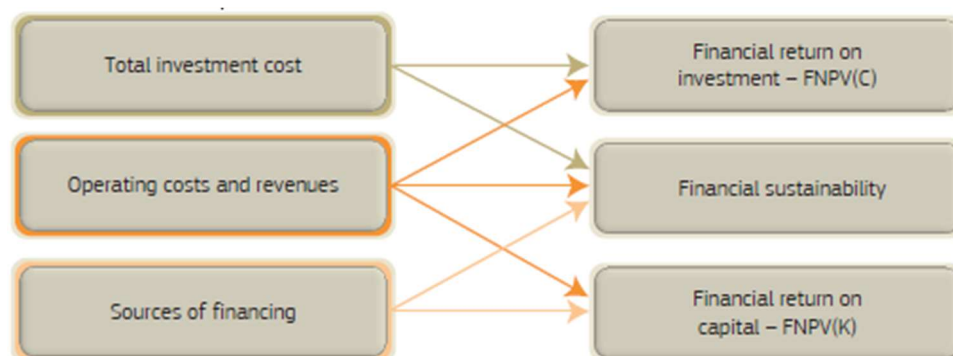 Total investment cost
Financial return on
investment – FNPV(C)
Operating costs and revenues
Financial sustainability
Sources of financing
Financial return on
capital – FNPV(K)